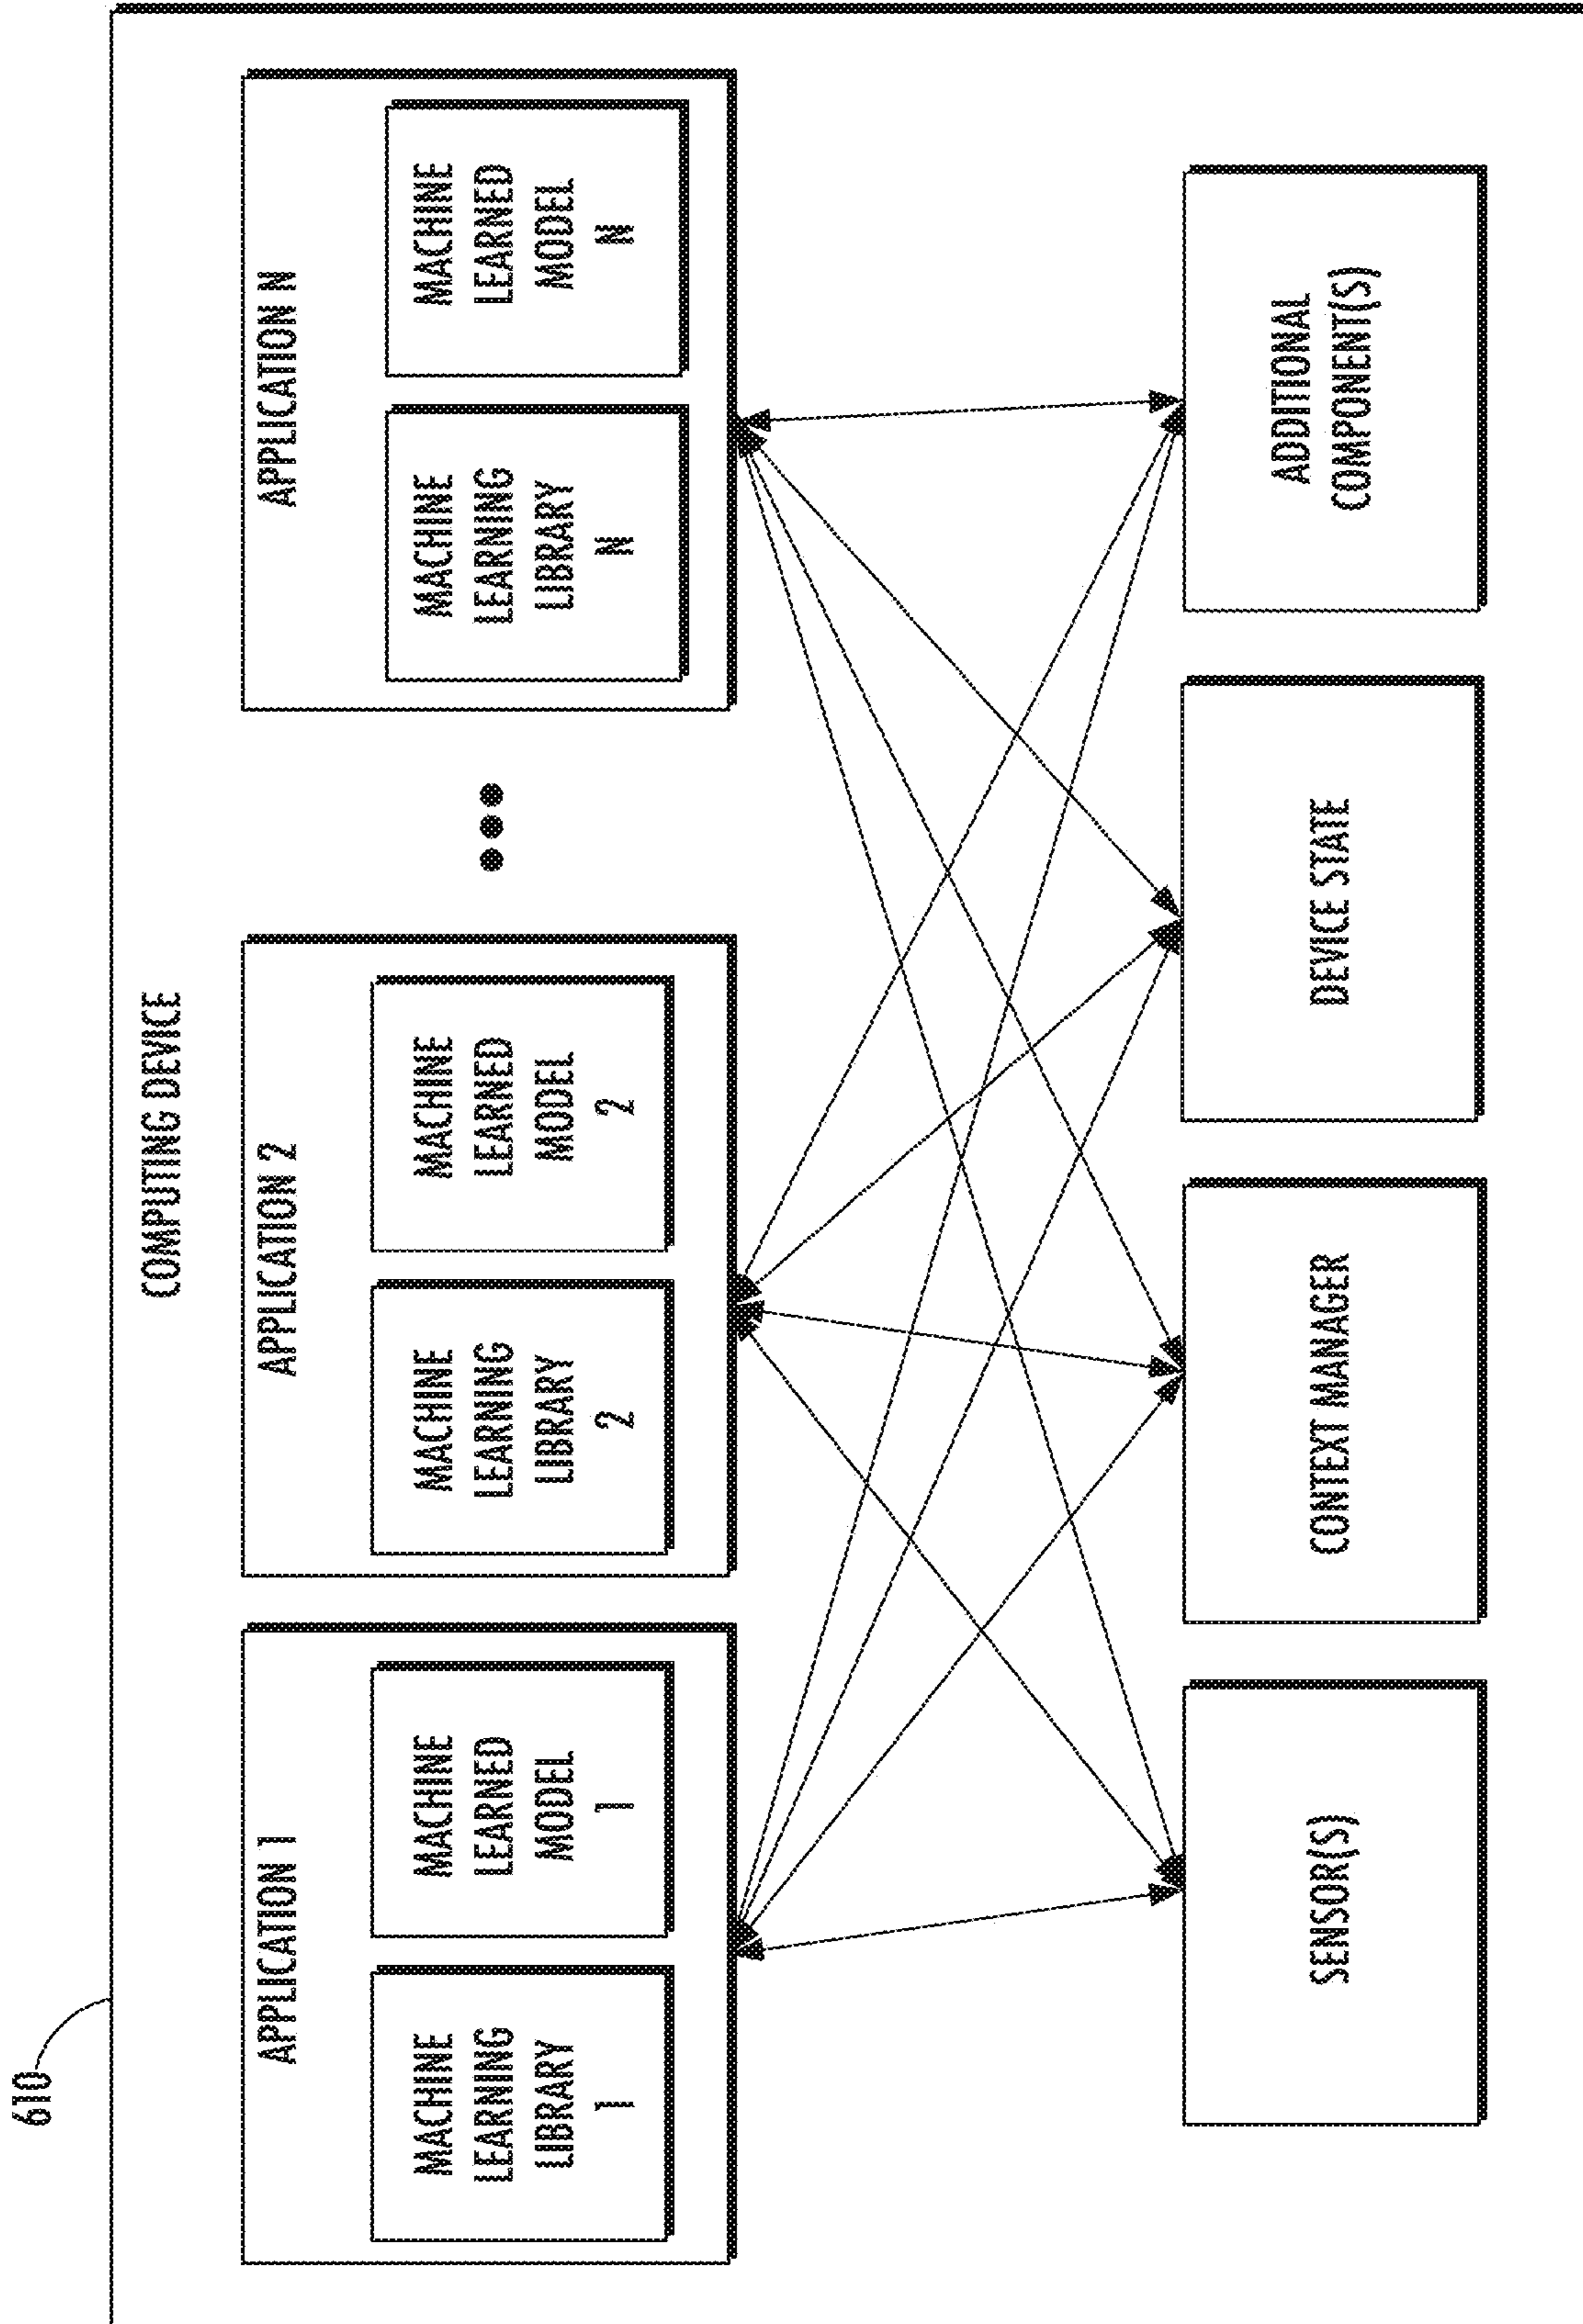 610
COMPUTING DEVICE
APPLICATION 1
MACHINE
LEARNING
LIBRARY
1
MACHINE
LEARNED
MODEL
1
APPLICATION 2
MACHINE
LEARNING
LIBRARY
2
MACHINE
LEARNED
MODEL
2
APPLICATION N
MACHINE
LEARNING
LIBRARY
N
MACHINE
LEARNED
MODEL
N
SENSOR(S)
CONTEXT MANAGER
DEVICE STATE
ADDITIONAL
COMPONENT(S)